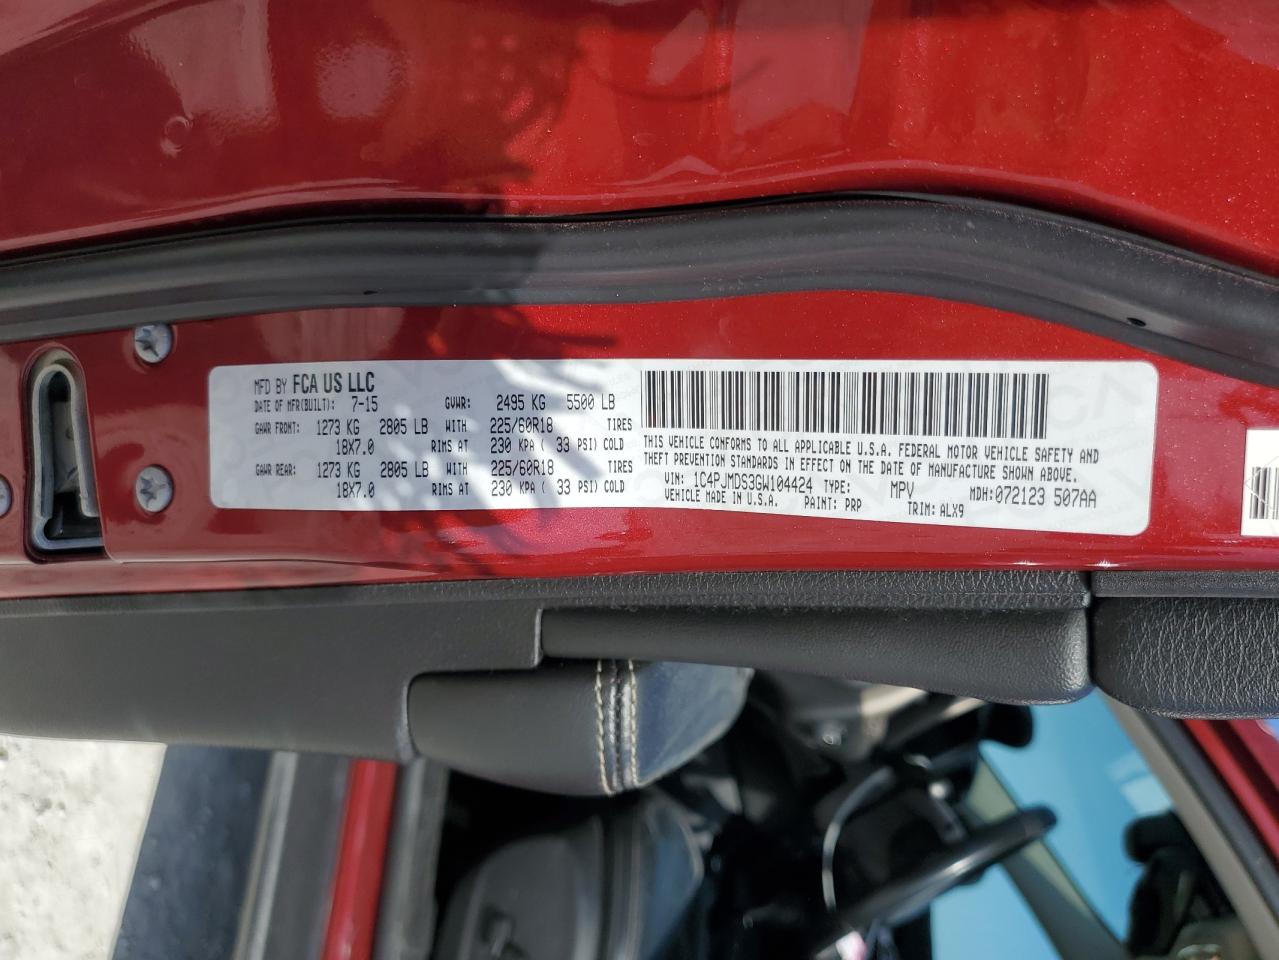 MFD BY FCA US LLC
DATE OF MFR(BUILT): 7-15 GVWR: 2495 KG 5500 LB
GAWR FRONT: 1273 KG 2805 LB WITH 225/60R18 TIRES
18X7.0 RIMS AT 230 KPA ( 33 PSI) COLD
GAWR REAR: 1273 KG 2805 LB WITH 225/60R18 TIRES
18X7.0 RIMS AT 230 KPA ( 33 PSI) COLD
THIS VEHICLE CONFORMS TO ALL APPLICABLE U.S.A. FEDERAL MOTOR VEHICLE SAFETY AND
THEFT PREVENTION STANDARDS IN EFFECT ON THE DATE OF MANUFACTURE SHOWN ABOVE.
VIN: 1C4PJMDS3GW104424 TYPE: MPV MDH:072123 507AA
VEHICLE MADE IN U.S.A. PAINT: PRP TRIM: ALX9